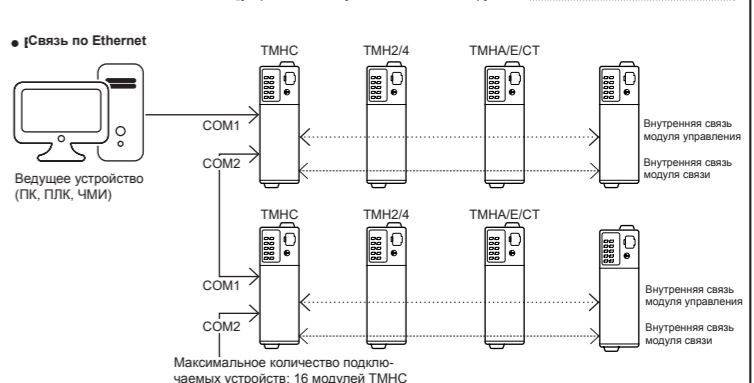 ● Связь по Ethernet
TMHC
TMH2/4
TMHA/E/CT
COM1
COM2
Внутренняя связь
модуля управления
Внутренняя связь
модуля связи
Ведущее устройство
(ПК, ПЛК, ЧМИ)
TMHC
TMH2/4
TMHA/E/CT
COM1
COM2
Внутренняя связь
модуля управления
Внутренняя связь
модуля связи
Максимальное количество подклю-
чаемых устройств: 16 модулей TMHC